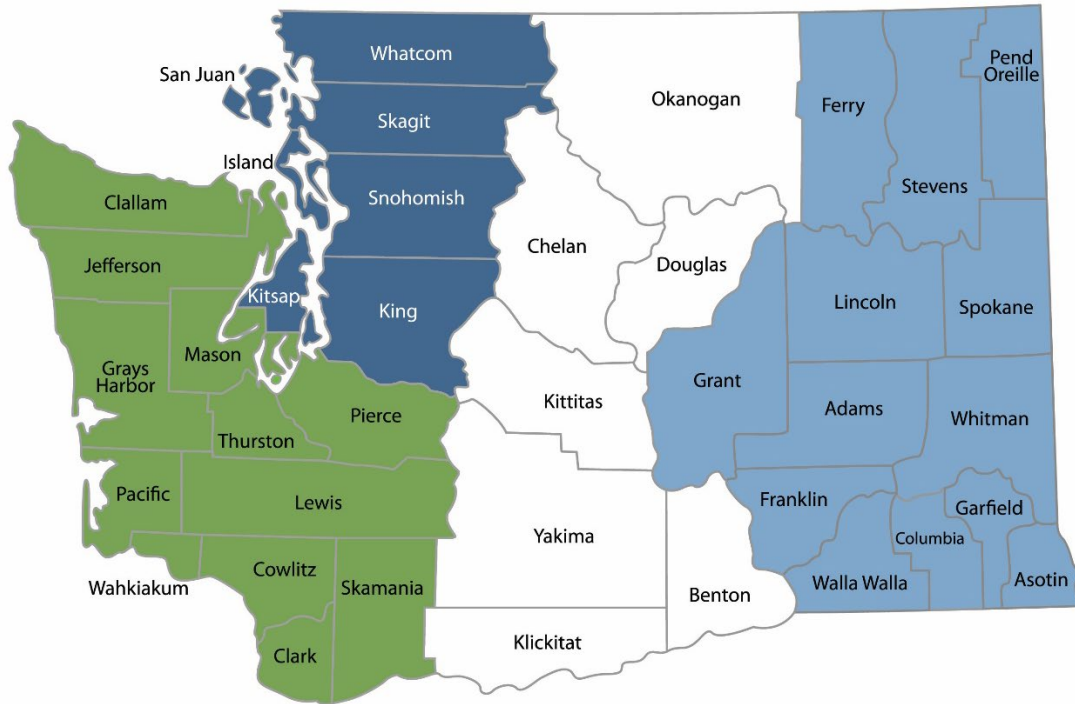 Whatcom
San Juan
Pend
Oreille
Okanogan
Ferry
Skagit
Island
Stevens
Snohomish
Clallam
Chelan
Jefferson
Douglas
Kitsap
Lincoln
Spokane
King
Mason
Grays
Harbor
Grant
Kittitas
Adams
Pierce
Whitman
Thurston
Pacific
Franklin
Lewis
Garfield
Yakima
Columbia
Cowlitz
Wahkiakum
Skamania
Walla Walla
Asotin
Benton
Klickitat
Clark